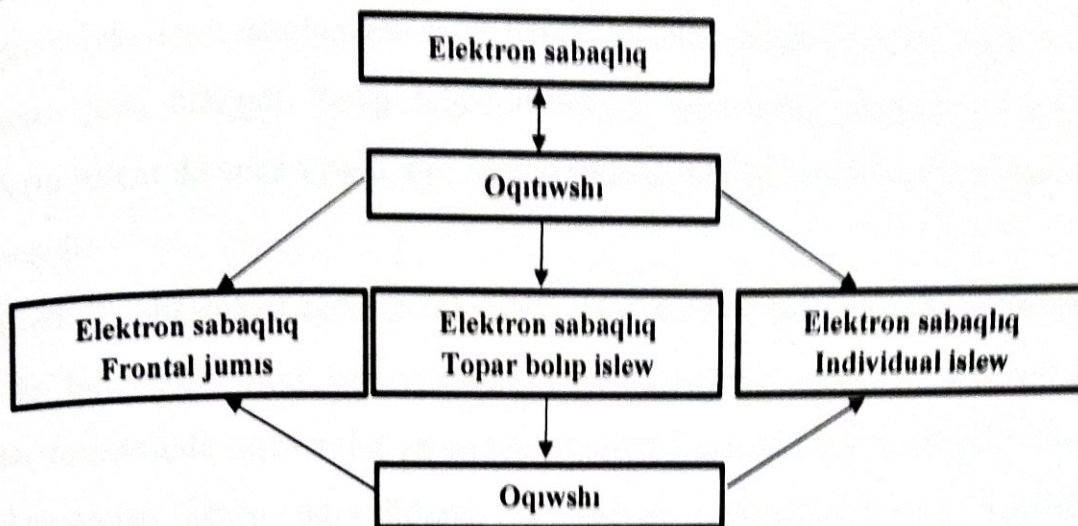 Elektron sabaqlıq
Oqıtıwshı
Elektron sabaqlıq
Frontal jumıs
Elektron sabaqlıq
Topar bolıp islew
Elektron sabaqlıq
Individual islew
Oqıwshı